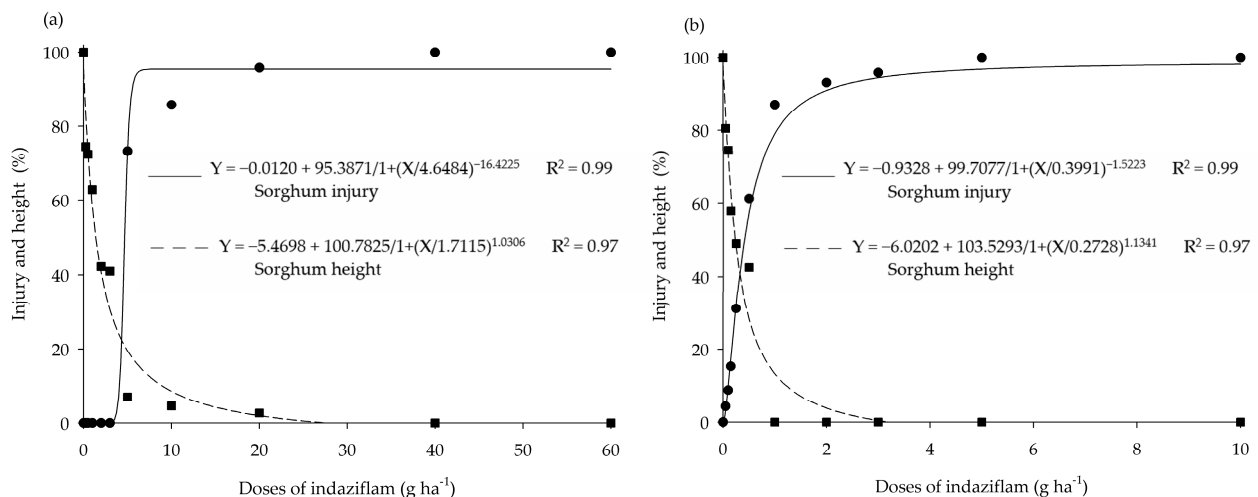 (a)
Injury and height (%)
100
80
60
40
20
0
Y = −0.0120 + 95.3871/1+(X/4.6484)^−16.4225 R² = 0.99
Sorghum injury
Y = −5.4698 + 100.7825/1+(X/1.7115)^1.0306 R² = 0.97
Sorghum height
0 10 20 30 40 50 60
Doses of indaziflam (g ha⁻¹)
(b)
Injury and height (%)
100
80
60
40
20
0
Y = −0.9328 + 99.7077/1+(X/0.3991)^−1.5223 R² = 0.99
Sorghum injury
Y = −6.0202 + 103.5293/1+(X/0.2728)^1.1341 R² = 0.97
Sorghum height
0 2 4 6 8 10
Doses of indaziflam (g ha⁻¹)